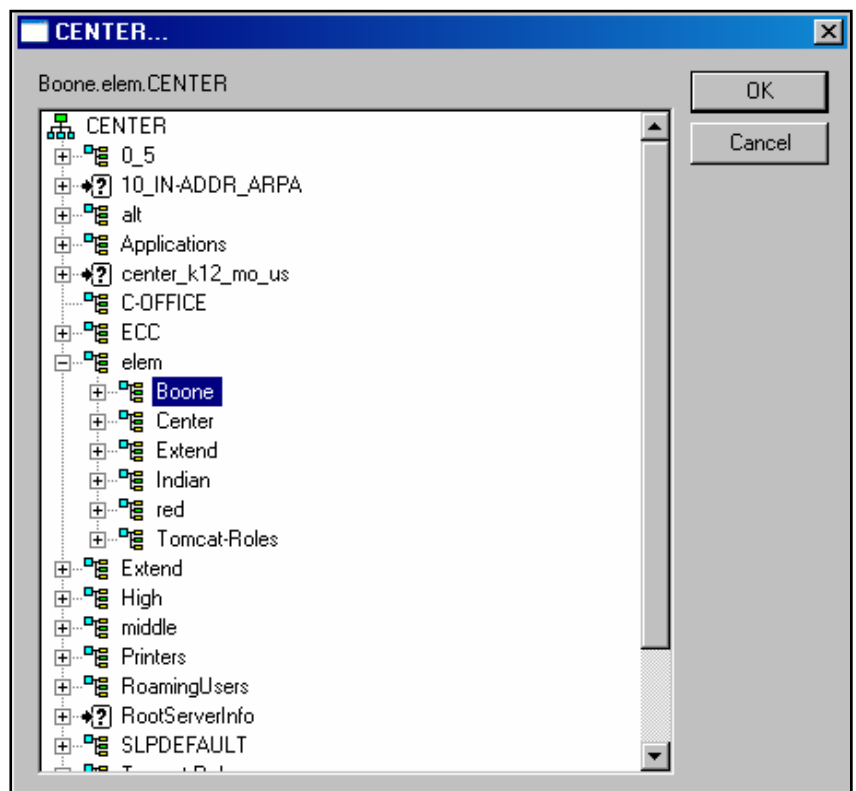 CENTER...
Boone.elem.CENTER
OK
Cancel
CENTER
0_5
10_IN-ADDR_ARPA
alt
Applications
center_k12_mo_us
C-OFFICE
ECC
elem
Boone
Center
Extend
Indian
red
Tomcat-Roles
Extend
High
middle
Printers
RoamingUsers
RootServerInfo
SLPDEFAULT